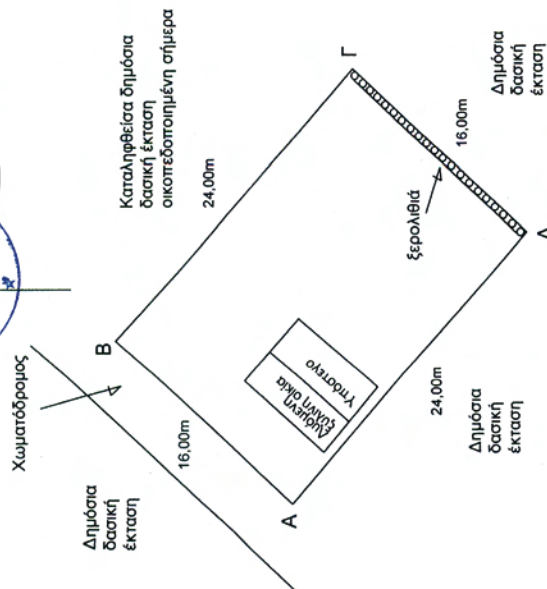 Χωματόδρομος
Β
Καταληφθείσα δημόσια
δασική έκταση
οικοπεδοποιημένη σήμερα
24,00m
Γ
Δημόσια
δασική
έκταση
16,00m
Α
Λυόμενη
ξύλινη οικία
Υπόστεγο
ξερολιθιά
16,00m
Δημόσια
δασική
έκταση
24,00m
Δημόσια
δασική
έκταση